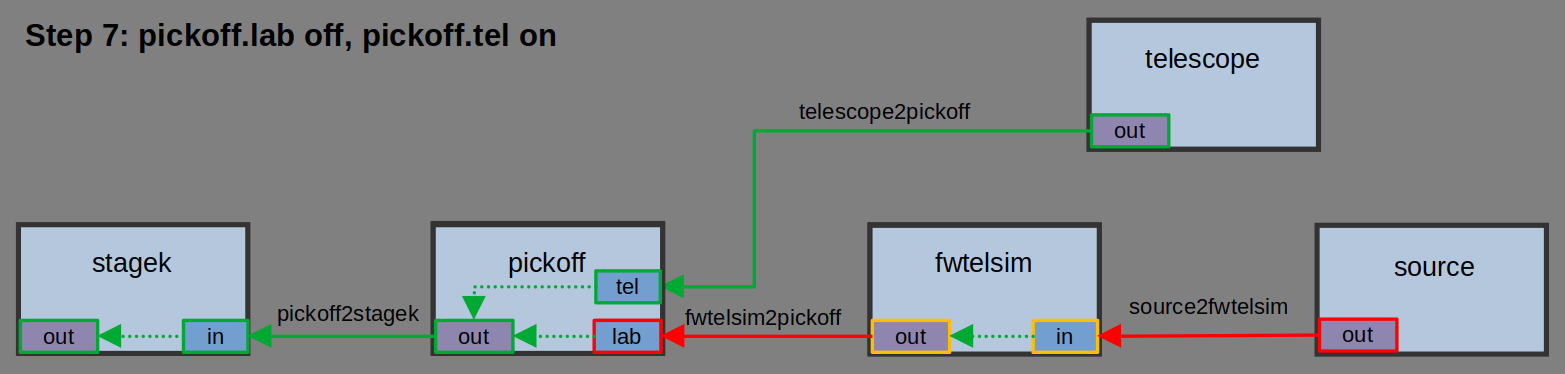 Step 7: pickoff.lab off, pickoff.tel on
telescope
out
telescope2pickoff
stagek
out
in
pickoff2stagek
pickoff
tel
out
lab
fwtelsim2pickoff
fwtelsim
out
in
source2fwtelsim
source
out